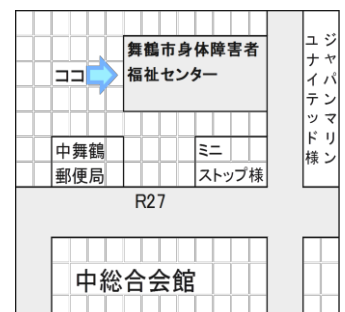 舞鶴市身体障害者
福祉センター
ココ
ジャパンマリン
ユナイテッド様
中舞鶴
郵便局
ミニ
ストップ様
R27
中総合会館